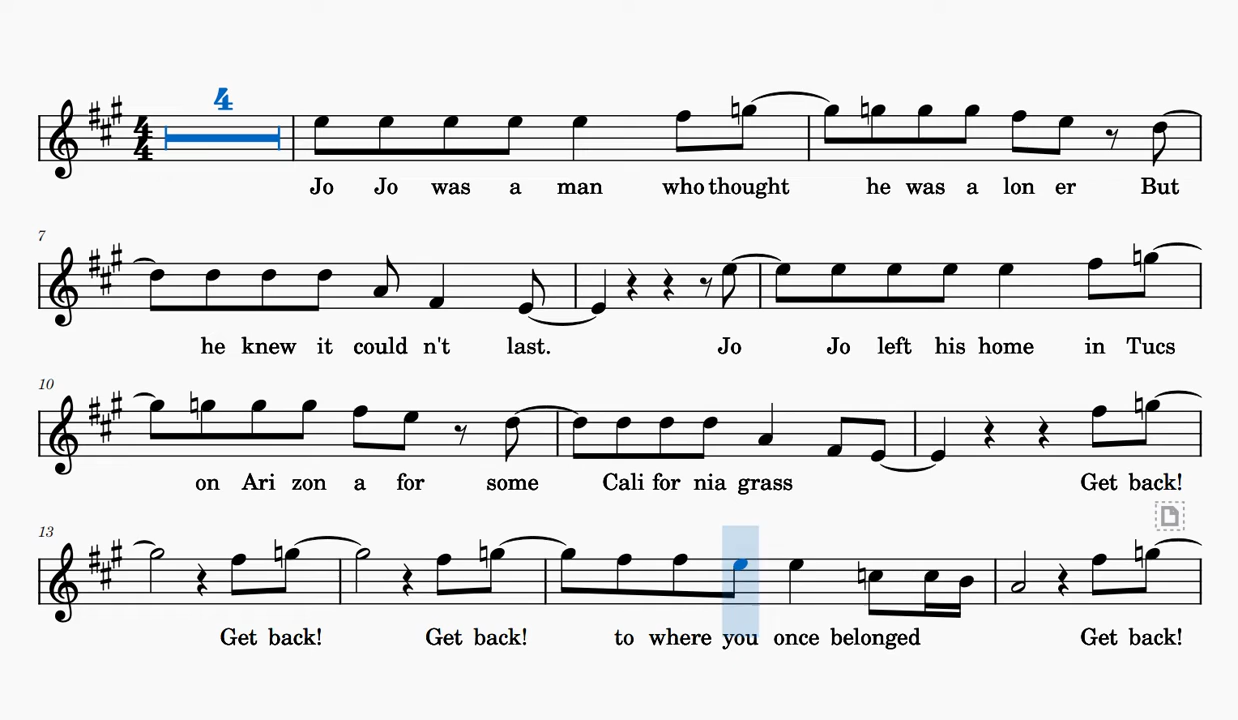 4
4
4
Jo Jo was a man who thought he was a lon er But
7
he knew it could n't last. Jo Jo left his home in Tucs
10
on Ari zon a for some Cali for nia grass Get back!
13
Get back! Get back! to where you once belonged Get back!